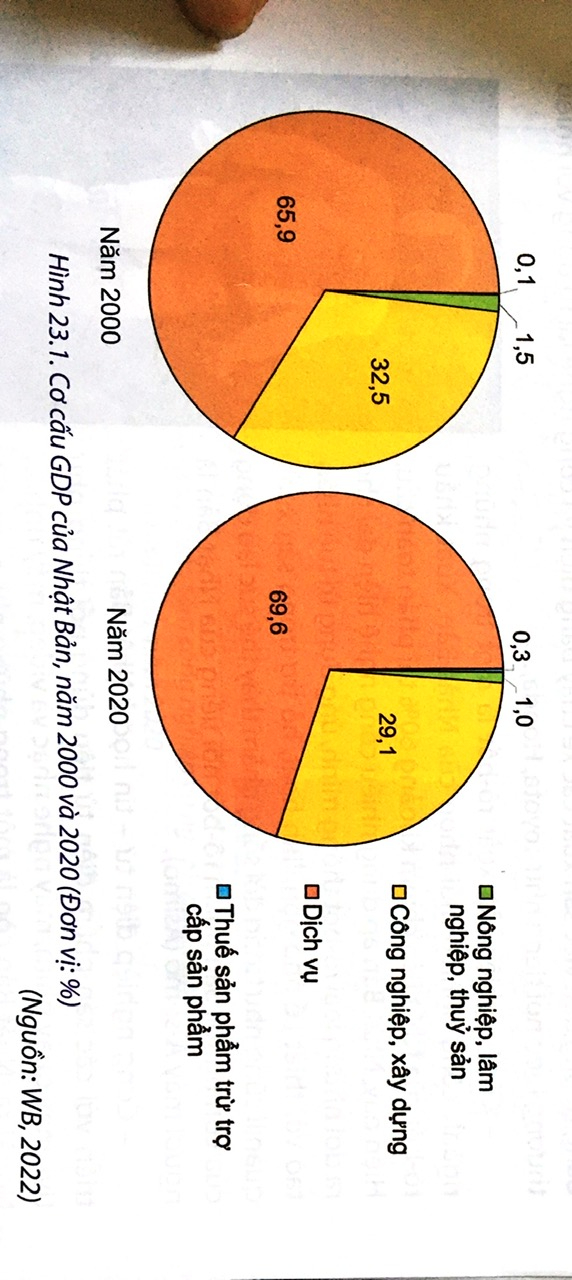 0,1
1,5
65,9
32,5
Năm 2000
0,3
1,0
69,6
29,1
Năm 2020
Nông nghiệp, lâm
nghiệp, thuỷ sản
Công nghiệp, xây dựng
Dịch vụ
Thuế sản phẩm trừ trợ
cấp sản phẩm
Hình 23.1. Cơ cấu GDP của Nhật Bản, năm 2000 và 2020 (Đơn vị: %)
(Nguồn: WB, 2022)